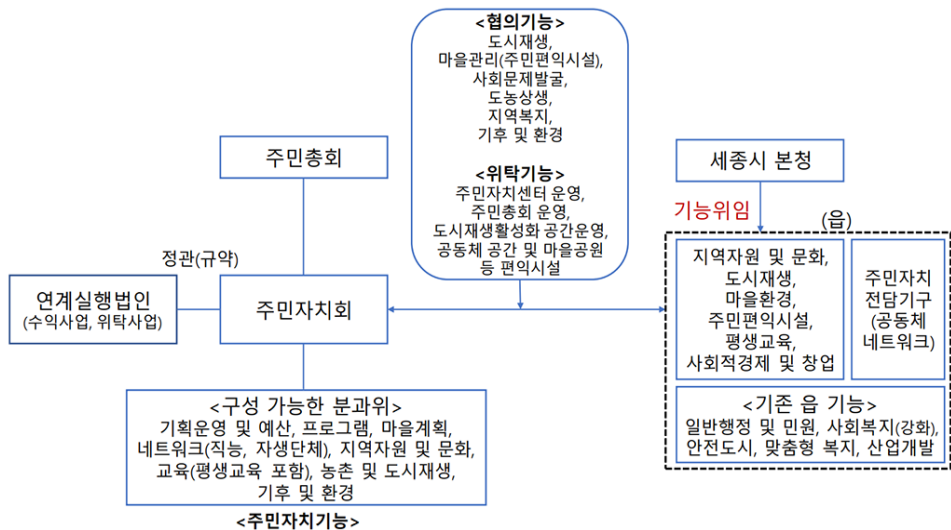 <협의기능>
도시재생,
마을관리(주민편익시설),
사회문제발굴,
도농상생,
지역복지,
기후 및 환경
<위탁기능>
주민자치센터 운영,
주민총회 운영,
도시재생활성화 공간운영,
공동체 공간 및 마을공원
등 편익시설
주민총회
세종시 본청
기능위임
(읍)
정관(규약)
연계실행법인
(수익사업, 위탁사업)
주민자치회
지역자원 및 문화,
도시재생,
마을환경,
주민편익시설,
평생교육,
사회적경제 및 창업
주민자치
전담기구
(공동체
네트워크)
<기존 읍 기능>
일반행정 및 민원, 사회복지(강화),
안전도시, 맞춤형 복지, 산업개발
<구성 가능한 분과위>
기획운영 및 예산, 프로그램, 마을계획,
네트워크(직능, 자생단체), 지역자원 및 문화,
교육(평생교육 포함), 농촌 및 도시재생,
기후 및 환경
<주민자치기능>